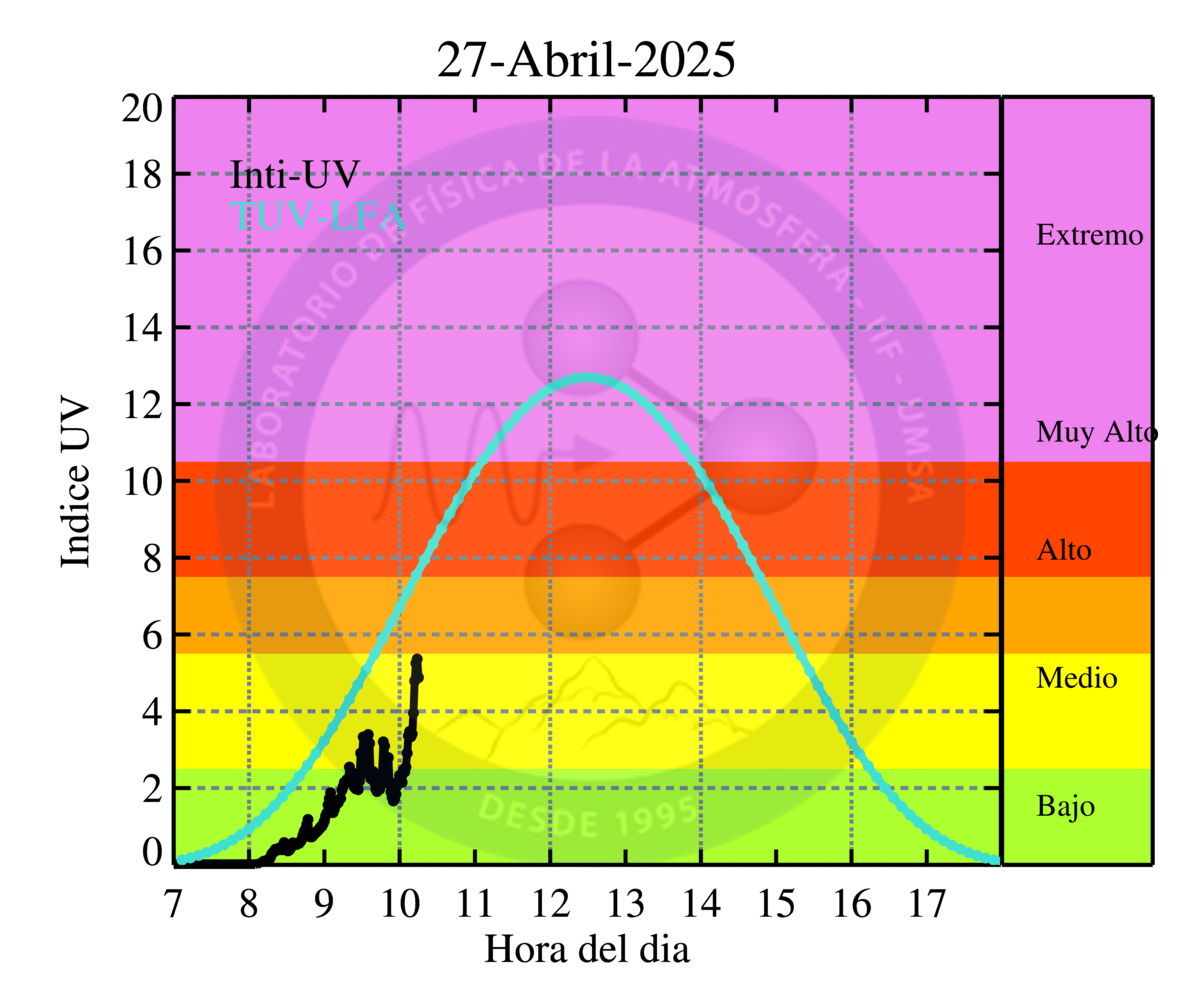 27-Abril-2025
20
18
16
14
12
10
8
6
4
2
0
Indice UV
Inti-UV
TUV-LFA
LABORATORIO DE FÍSICA DE LA ATMÓSFERA - IIF - UMSA
DESDE 1995
Extremo
Muy Alto
Alto
Medio
Bajo
7 8 9 10 11 12 13 14 15 16 17
Hora del dia